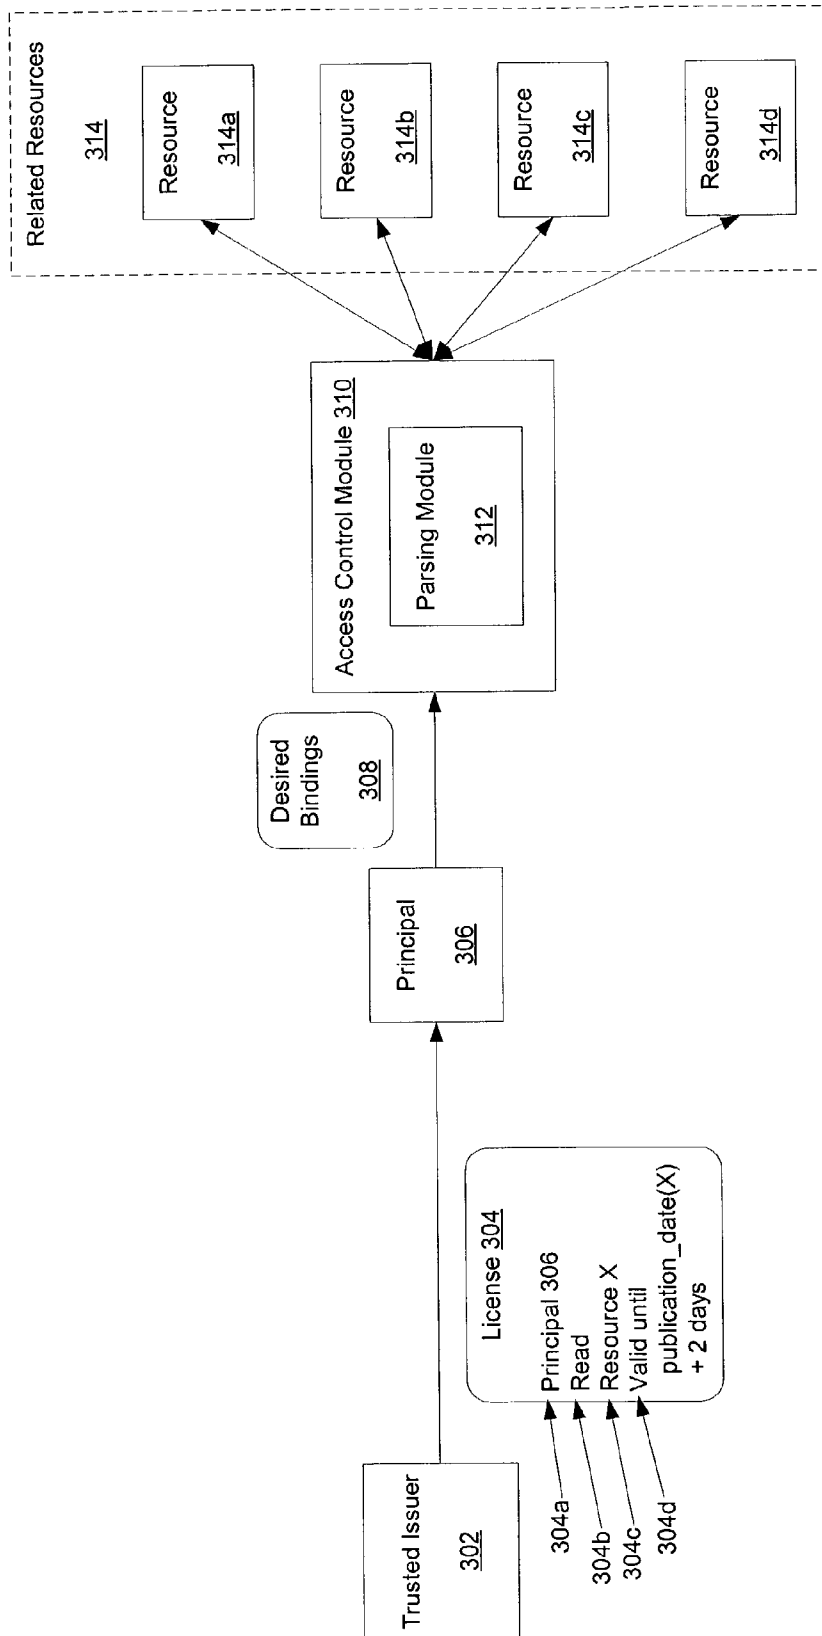 Trusted Issuer
302
License 304
Principal 306
Read
Resource X
Valid until
publication_date(X)
+ 2 days
304a
304b
304c
304d
Principal
306
Desired
Bindings
308
Access Control Module 310
Parsing Module
312
Related Resources
314
Resource
314a
Resource
314b
Resource
314c
Resource
314d